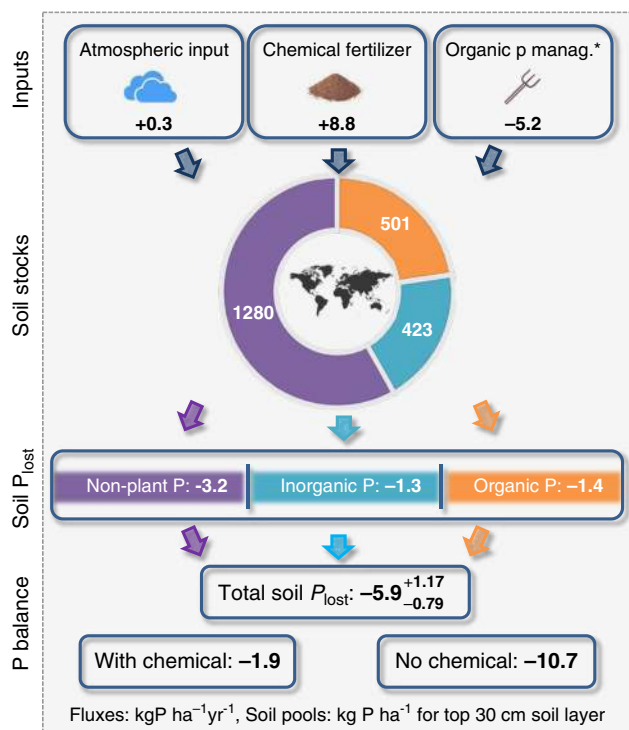 Inputs
Atmospheric input
+0.3
Chemical fertilizer
+8.8
Organic p manag.*
–5.2
Soil stocks
501
1280
423
Soil P_lost
Non-plant P: -3.2
Inorganic P: –1.3
Organic P: –1.4
P balance
Total soil P_lost: –5.9 +1.17 –0.79
With chemical: –1.9
No chemical: –10.7
Fluxes: kgP ha⁻¹yr⁻¹, Soil pools: kg P ha⁻¹ for top 30 cm soil layer